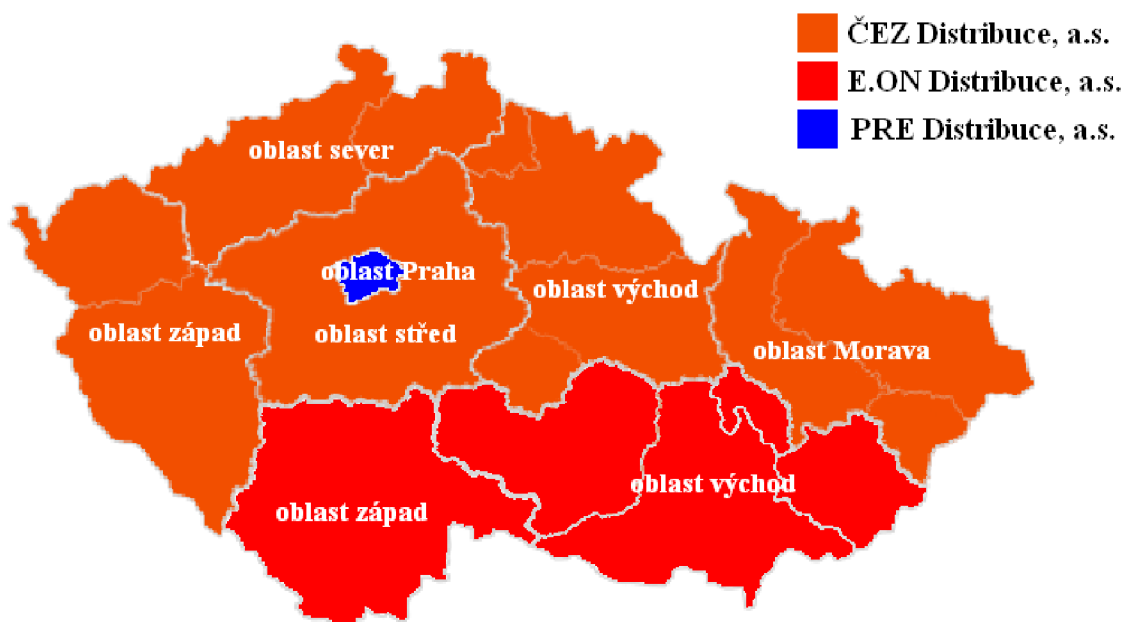 ČEZ Distribuce, a.s.
E.ON Distribuce, a.s.
PRE Distribuce, a.s.
oblast sever
oblast Praha
oblast východ
oblast západ
oblast střed
oblast Morava
oblast východ
oblast západ